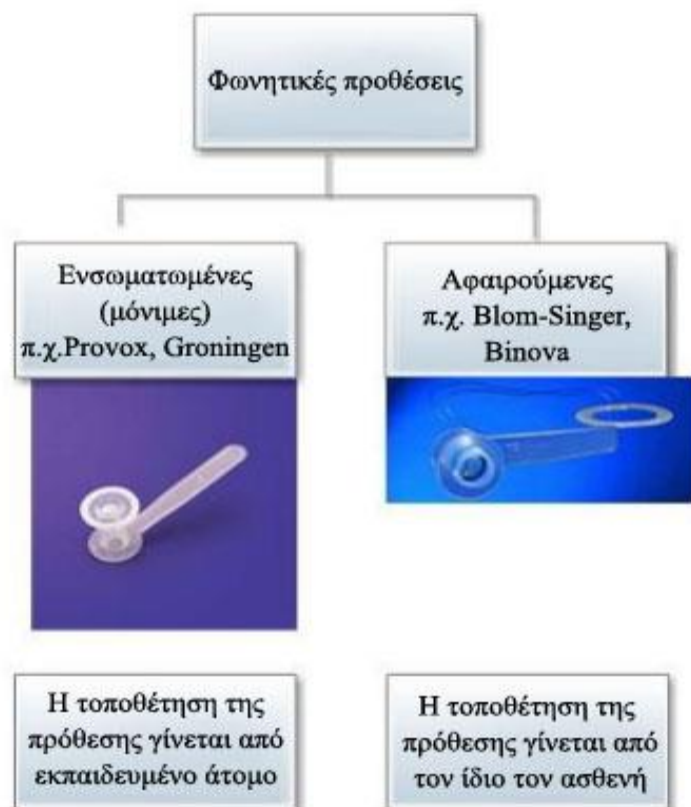 Φωνητικές προθέσεις
Ενσωματωμένες
(μόνιμες)
π.χ.Provox, Groningen
Αφαιρούμενες
π.χ. Blom-Singer,
Binova
Η τοποθέτηση της
πρόθεσης γίνεται από
εκπαιδευμένο άτομο
Η τοποθέτηση της
πρόθεσης γίνεται από
τον ίδιο τον ασθενή